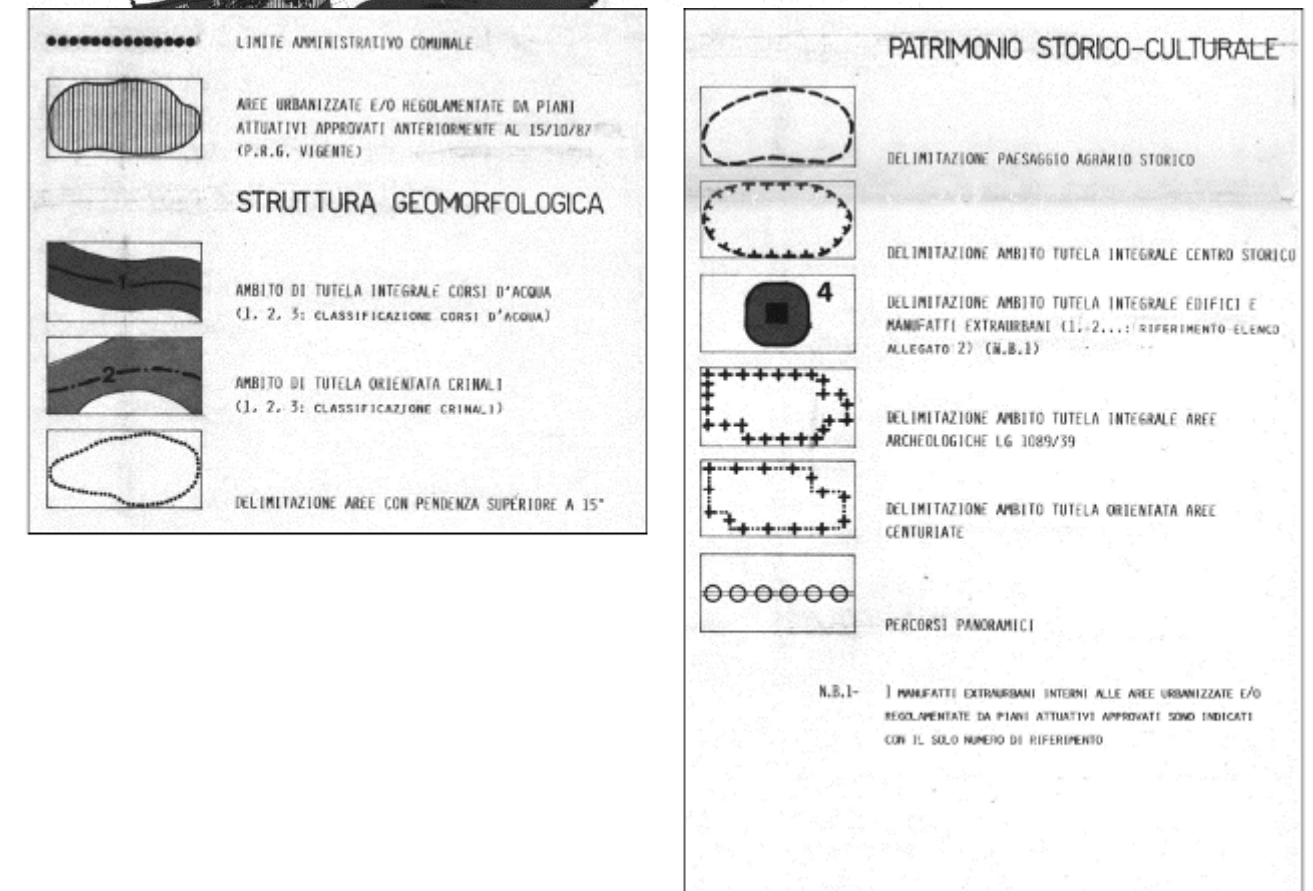 LIMITE AMMINISTRATIVO COMUNALE
AREE URBANIZZATE E/O REGOLAMENTATE DA PIANI
ATTUATIVI APPROVATI ANTERIORMENTE AL 15/10/87
(P.R.G. VIGENTE)
STRUTTURA GEOMORFOLOGICA
1
AMBITO DI TUTELA INTEGRALE CORSI D'ACQUA
(1, 2, 3: CLASSIFICAZIONE CORSI D'ACQUA)
2
AMBITO DI TUTELA ORIENTATA CRINALI
(1, 2, 3: CLASSIFICAZIONE CRINALI)
DELIMITAZIONE AREE CON PENDENZA SUPERIORE A 15°
PATRIMONIO STORICO-CULTURALE
DELIMITAZIONE PAESAGGIO AGRARIO STORICO
DELIMITAZIONE AMBITO TUTELA INTEGRALE CENTRO STORICO
4
DELIMITAZIONE AMBITO TUTELA INTEGRALE EDIFICI E
MANUFATTI EXTRAURBANI (1, 2...: RIFERIMENTO ELENCO
ALLEGATO 2) (N.B.1)
DELIMITAZIONE AMBITO TUTELA INTEGRALE AREE
ARCHEOLOGICHE LG 1089/39
DELIMITAZIONE AMBITO TUTELA ORIENTATA AREE
CENTURIATE
PERCORSI PANORAMICI
N.B.1- I MANUFATTI EXTRAURBANI INTERNI ALLE AREE URBANIZZATE E/O
REGOLAMENTATE DA PIANI ATTUATIVI APPROVATI SONO INDICATI
CON IL SOLO NUMERO DI RIFERIMENTO